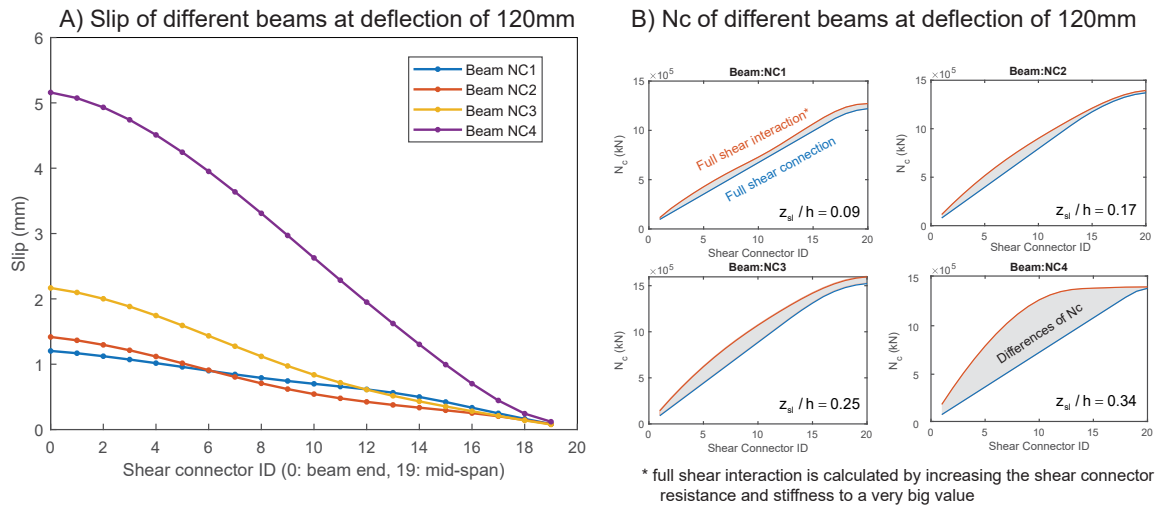 A) Slip of different beams at deflection of 120mm
6
5
4
3
2
1
0
Slip (mm)
Beam NC1
Beam NC2
Beam NC3
Beam NC4
0 2 4 6 8 10 12 14 16 18 20
Shear connector ID (0: beam end, 19: mid-span)
B) Nc of different beams at deflection of 120mm
Beam:NC1
× 10 5
15
10
5
0
N c (kN)
Full shear interaction*
Full shear connection
z sl / h = 0.09
0 5 10 15 20
Shear Connector ID
Beam:NC2
× 10 5
15
10
5
0
N c (kN)
z sl / h = 0.17
0 5 10 15 20
Shear Connector ID
Beam:NC3
× 10 5
15
10
5
0
N c (kN)
z sl / h = 0.25
0 5 10 15 20
Shear Connector ID
Beam:NC4
× 10 5
15
10
5
0
N c (kN)
Differences of Nc
z sl / h = 0.34
0 5 10 15 20
Shear Connector ID
* full shear interaction is calculated by increasing the shear connector
resistance and stiffness to a very big value